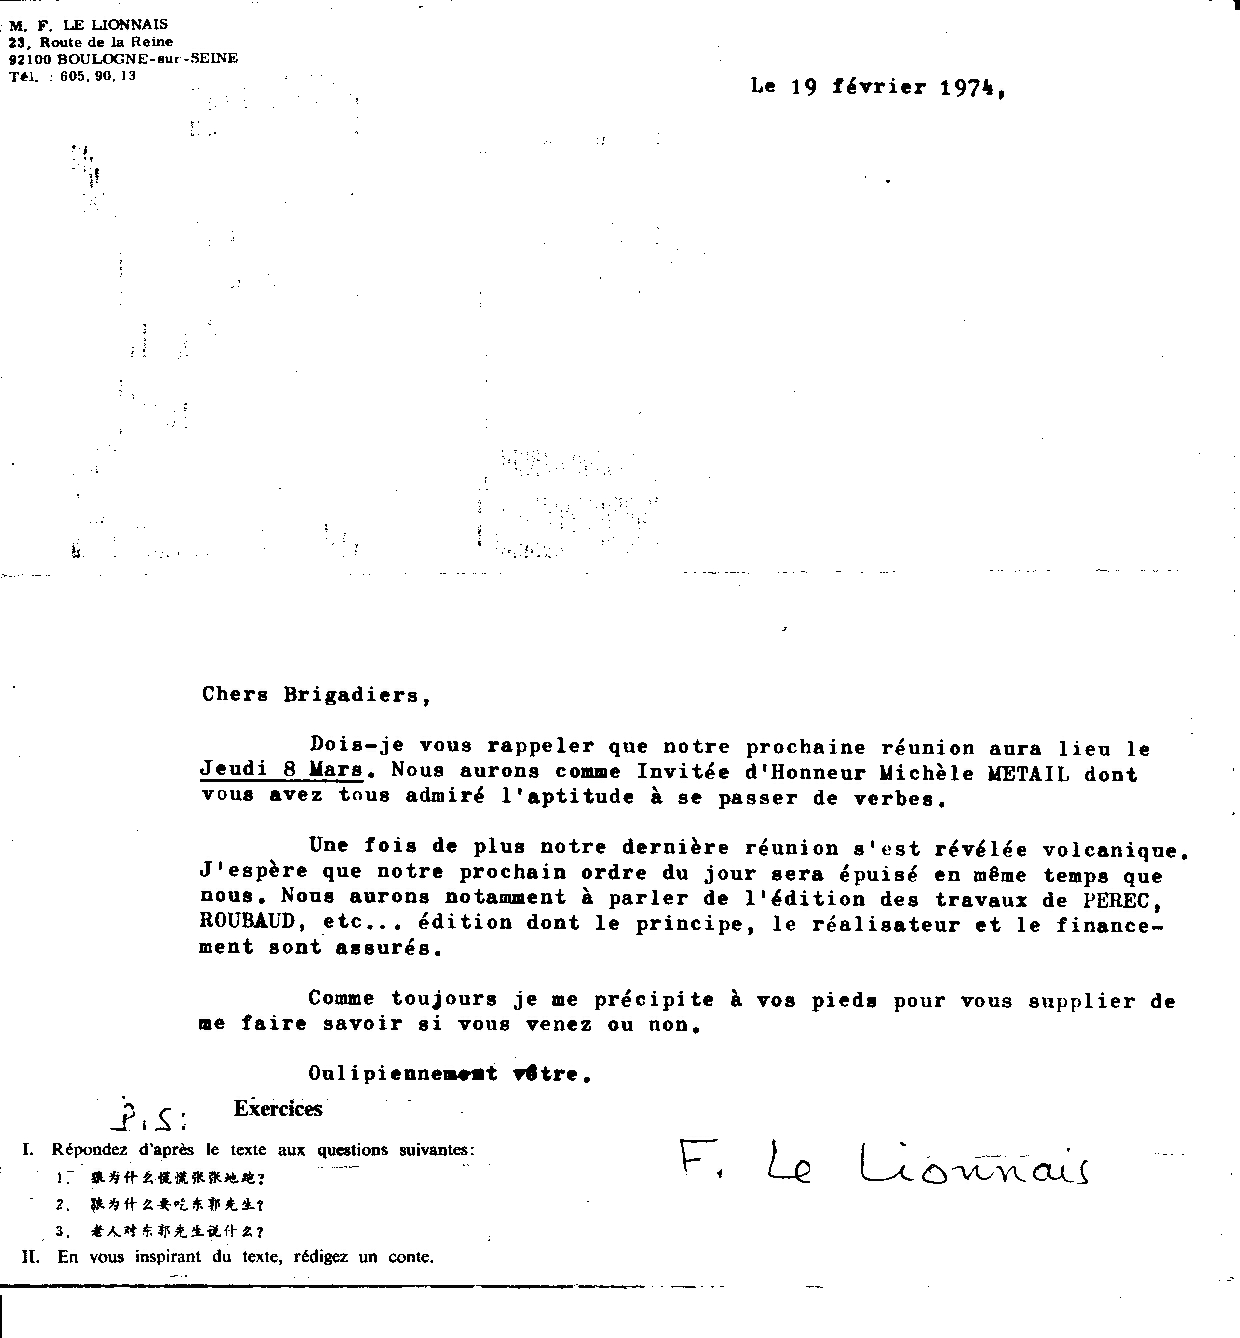 M. F. LE LIONNAIS
23, Route de la Reine
92100 BOULOGNE-sur-SEINE
Tél. : 605.90.13
Le 19 février 1974,
Chers Brigadiers,
Dois-je vous rappeler que notre prochaine réunion aura lieu le
Jeudi 8 Mars. Nous aurons comme Invitée d'Honneur Michèle METAIL dont
vous avez tous admiré l'aptitude à se passer de verbes.
Une fois de plus notre dernière réunion s'est révélée volcanique.
J'espère que notre prochain ordre du jour sera épuisé en même temps que
nous. Nous aurons notamment à parler de l'édition des travaux de PEREC,
ROUBAUD, etc... édition dont le principe, le réalisateur et le finance-
ment sont assurés.
Comme toujours je me précipite à vos pieds pour vous supplier de
me faire savoir si vous venez ou non.
Oulipiennement vôtre.
P.S: Exercices
I. Répondez d'après le texte aux questions suivantes:
1. 狼为什么慌慌张张地跑?
2. 狼为什么要吃东郭先生?
3. 老人对东郭先生说什么?
II. En vous inspirant du texte, rédigez un conte.
F. Le Lionnais